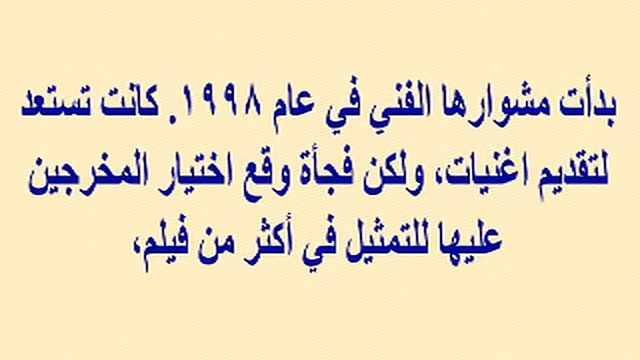 بدأت مشوارها الفني في عام ١٩٩٨. كانت تستعد
لتقديم اغنيات، ولكن فجأة وقع اختيار المخرجين
عليها للتمثيل في أكثر من فيلم،